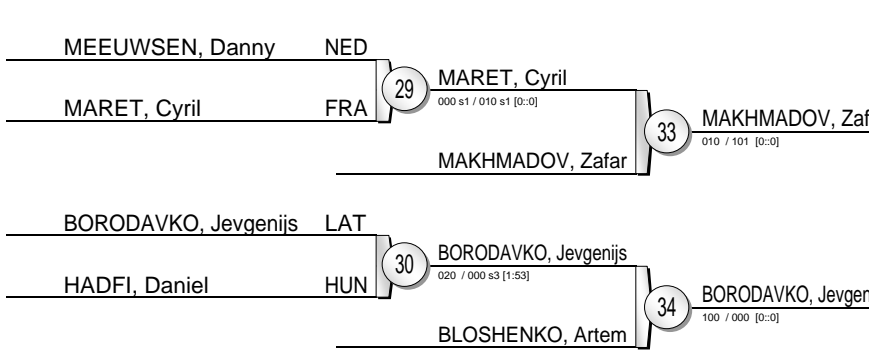 MEEUWSEN, Danny NED
29
MARET, Cyril
000 s1 / 010 s1 [0::0]
MARET, Cyril FRA
33
MAKHMADOV, Zaf
010 / 101 [0::0]
MAKHMADOV, Zafar
BORODAVKO, Jevgenijs LAT
30
BORODAVKO, Jevgenijs
020 / 000 s3 [1:53]
HADFI, Daniel HUN
34
BORODAVKO, Jevgen
100 / 000 [0::0]
BLOSHENKO, Artem